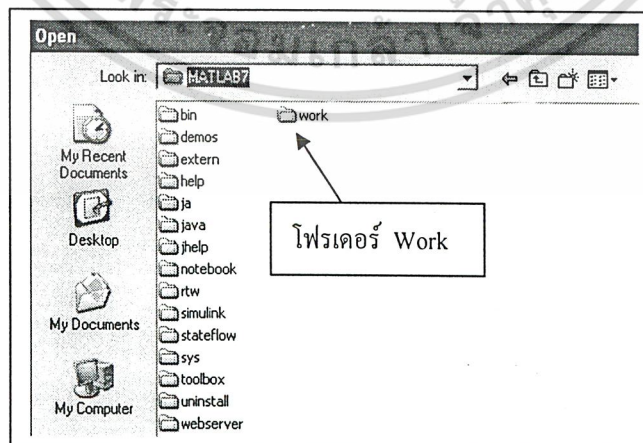 Open
Look in: MATLAB7
My Recent Documents
Desktop
My Documents
My Computer
bin
demos
extern
help
ja
java
jhelp
notebook
rtw
simulink
stateflow
sys
toolbox
uninstall
webserver
work
โฟรเดอร์ Work